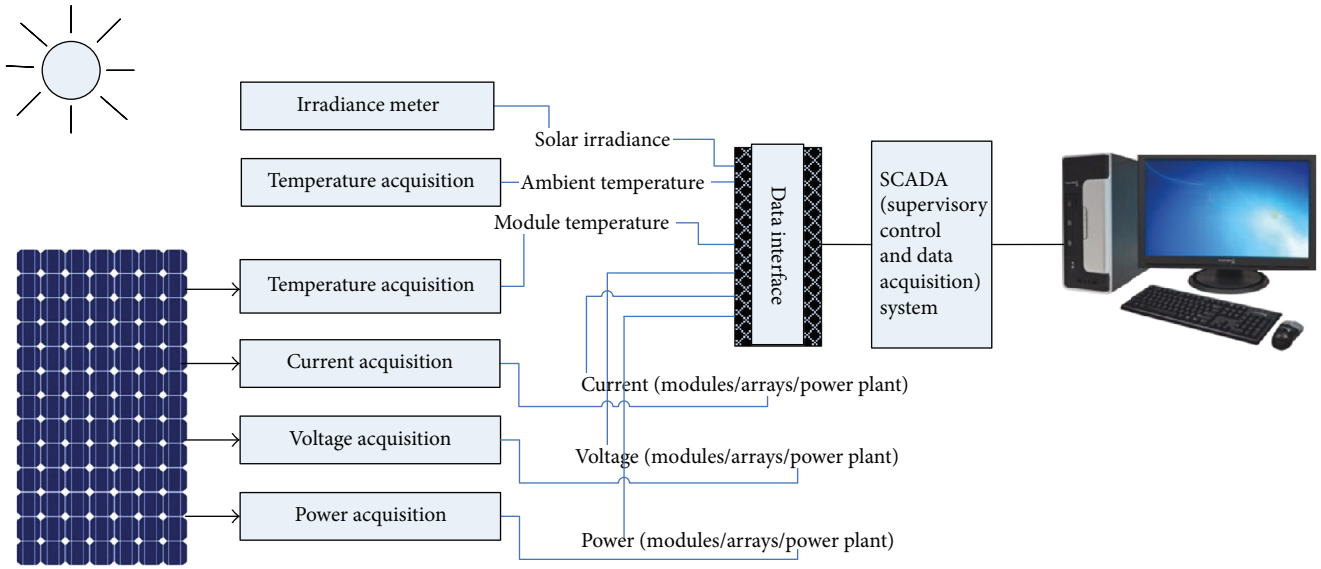 Irradiance meter
Solar irradiance
Temperature acquisition
Ambient temperature
Module temperature
Temperature acquisition
Current acquisition
Current (modules/arrays/power plant)
Voltage acquisition
Voltage (modules/arrays/power plant)
Power acquisition
Power (modules/arrays/power plant)
Data interface
SCADA
(supervisory
control
and data
acquisition)
system